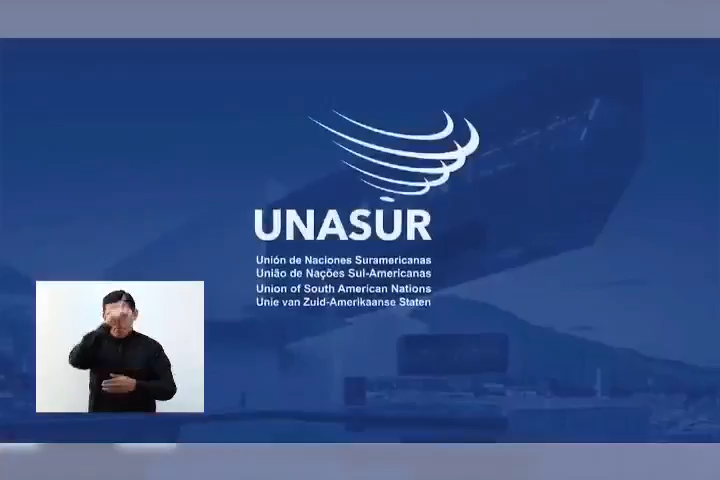 UNASUR
Unión de Naciones Suramericanas
União de Nações Sul-Americanas
Union of South American Nations
Unie van Zuid-Amerikaanse Staten